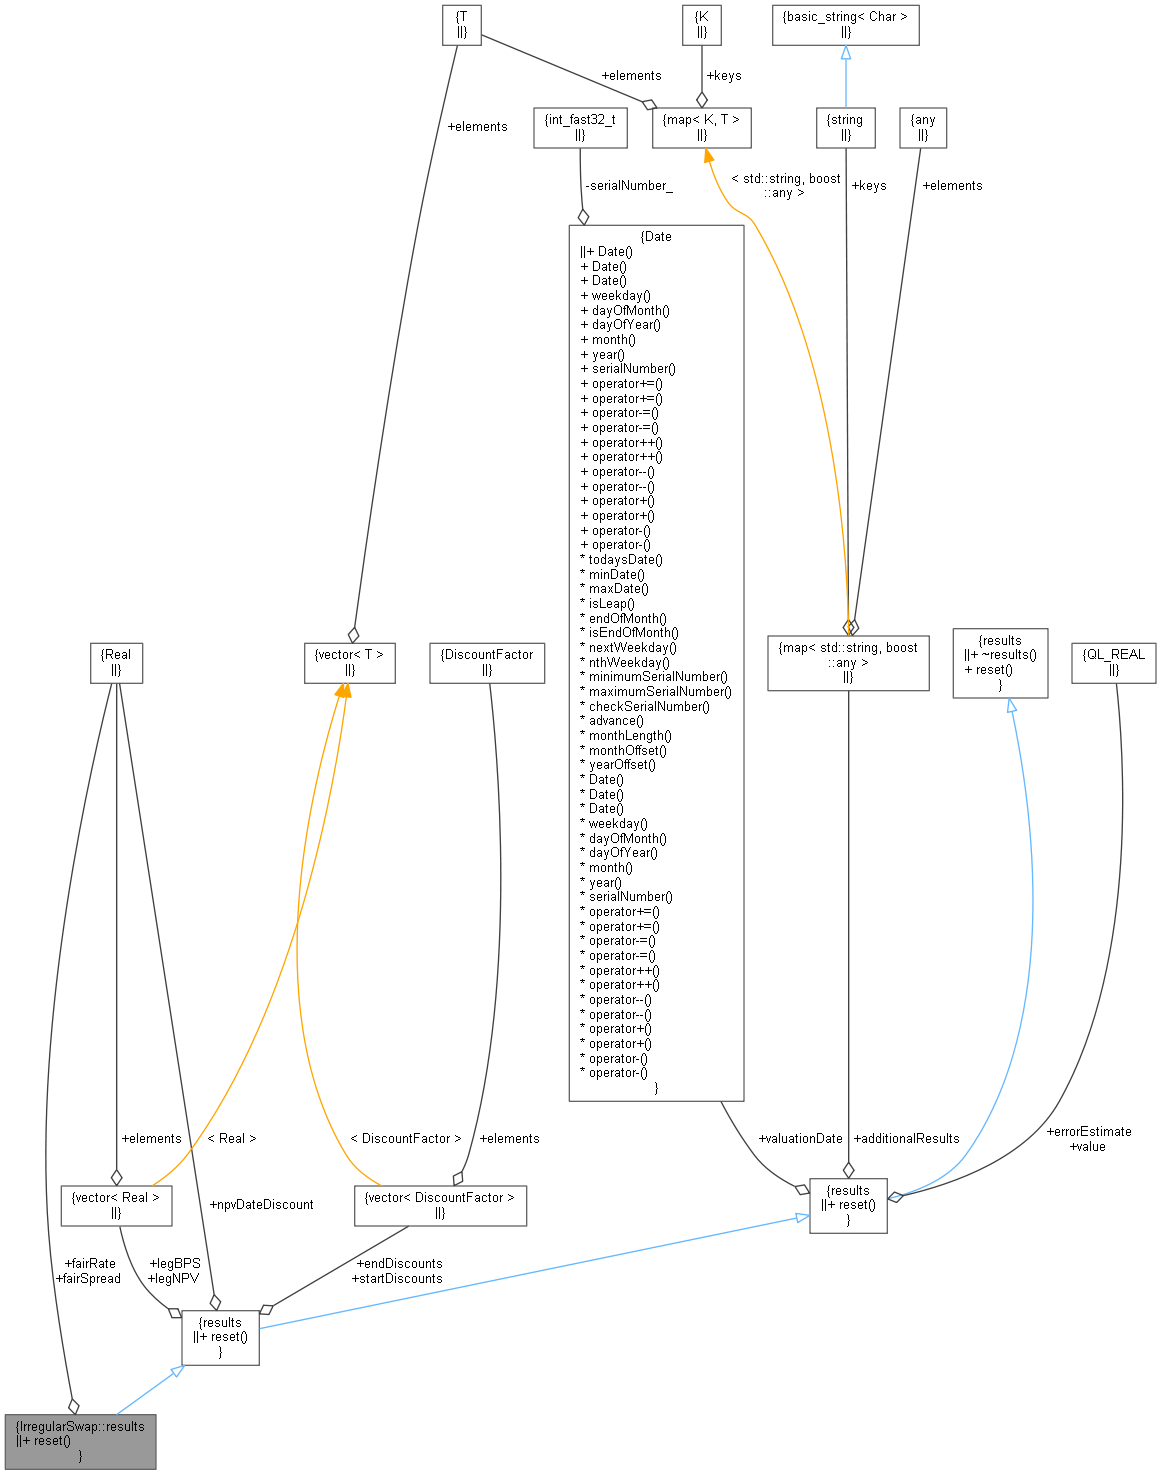 {T
||}
{K
||}
{basic_string< Char >
||}
+elements
+keys
+elements
{int_fast32_t
||}
{map< K, T >
||}
{string
||}
{any
||}
-serialNumber_
< std::string, boost
::any >
+keys
+elements
{Date
||+ Date()
+ Date()
+ Date()
+ weekday()
+ dayOfMonth()
+ dayOfYear()
+ month()
+ year()
+ serialNumber()
+ operator+=()
+ operator+=()
+ operator-=()
+ operator-=()
+ operator++()
+ operator++()
+ operator--()
+ operator--()
+ operator+()
+ operator+()
+ operator-()
+ operator-()
* todaysDate()
* minDate()
* maxDate()
* isLeap()
* endOfMonth()
* isEndOfMonth()
* nextWeekday()
* nthWeekday()
* minimumSerialNumber()
* maximumSerialNumber()
* checkSerialNumber()
* advance()
* monthLength()
* monthOffset()
* yearOffset()
* Date()
* Date()
* Date()
* weekday()
* dayOfMonth()
* dayOfYear()
* month()
* year()
* serialNumber()
* operator+=()
* operator+=()
* operator-=()
* operator-=()
* operator++()
* operator++()
* operator--()
* operator--()
* operator+()
* operator+()
* operator-()
* operator-()
}
{Real
||}
{vector< T >
||}
{DiscountFactor
||}
{map< std::string, boost
::any >
||}
{results
||+ ~results()
+ reset()
}
{QL_REAL
||}
+elements
< Real >
< DiscountFactor >
+elements
+valuationDate
+additionalResults
+errorEstimate
+value
{vector< Real >
||}
+npvDateDiscount
{vector< DiscountFactor >
||}
{results
||+ reset()
}
+fairRate
+fairSpread
+legBPS
+legNPV
+endDiscounts
+startDiscounts
{results
||+ reset()
}
{IrregularSwap::results
||+ reset()
}